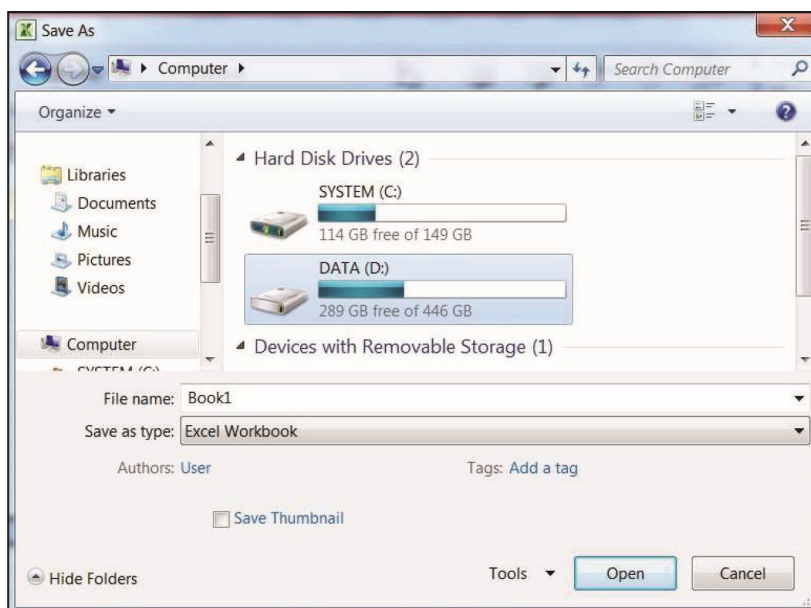 Save As
Computer
Search Computer
Organize
Libraries
Documents
Music
Pictures
Videos
Computer
SYSTEM (C:)
Hard Disk Drives (2)
SYSTEM (C:)
114 GB free of 149 GB
DATA (D:)
289 GB free of 446 GB
Devices with Removable Storage (1)
File name: Book1
Save as type: Excel Workbook
Authors: User Tags: Add a tag
Save Thumbnail
Hide Folders Tools Open Cancel